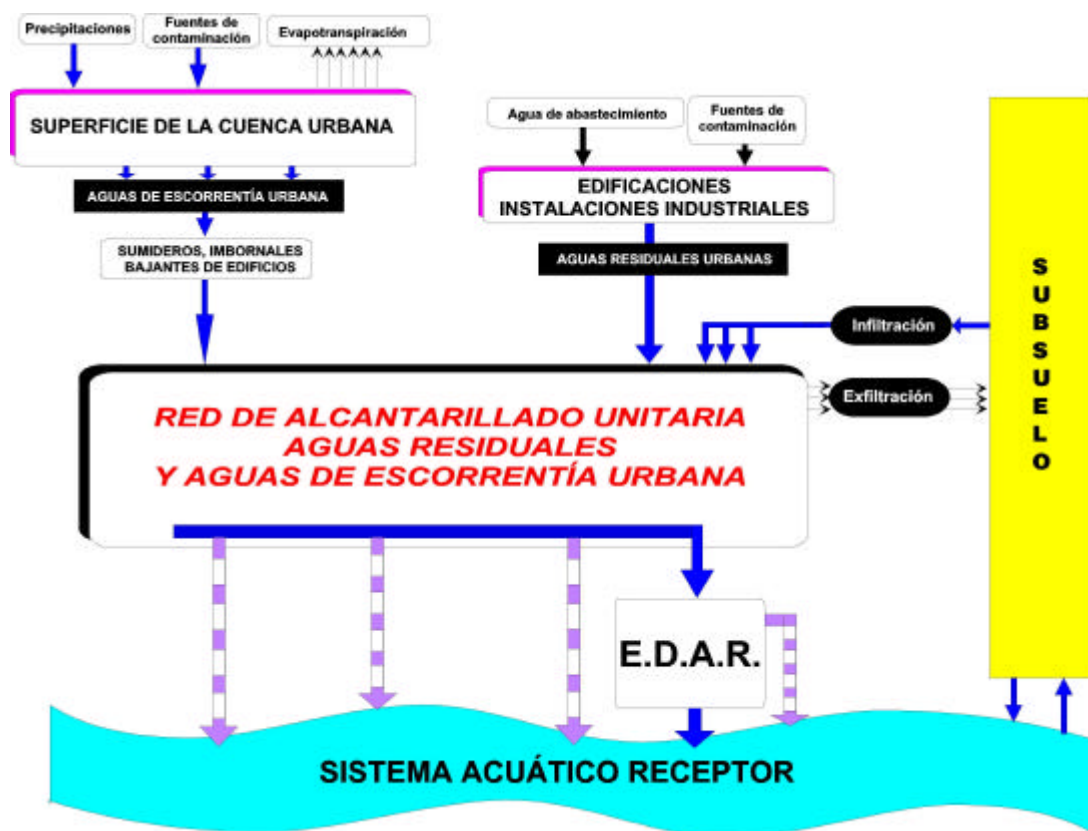 Precipitaciones
Fuentes de
contaminación
Evapotranspiración
SUPERFICIE DE LA CUENCA URBANA
AGUAS DE ESCORRENTÍA URBANA
SUMIDEROS, IMBORNALES
BAJANTES DE EDIFICIOS
Agua de abastecimiento
Fuentes de
contaminación
EDIFICACIONES
INSTALACIONES INDUSTRIALES
AGUAS RESIDUALES URBANAS
Infiltración
Exfiltración
SUBSUELO
RED DE ALCANTARILLADO UNITARIA
AGUAS RESIDUALES
Y AGUAS DE ESCORRENTÍA URBANA
E.D.A.R.
SISTEMA ACUÁTICO RECEPTOR